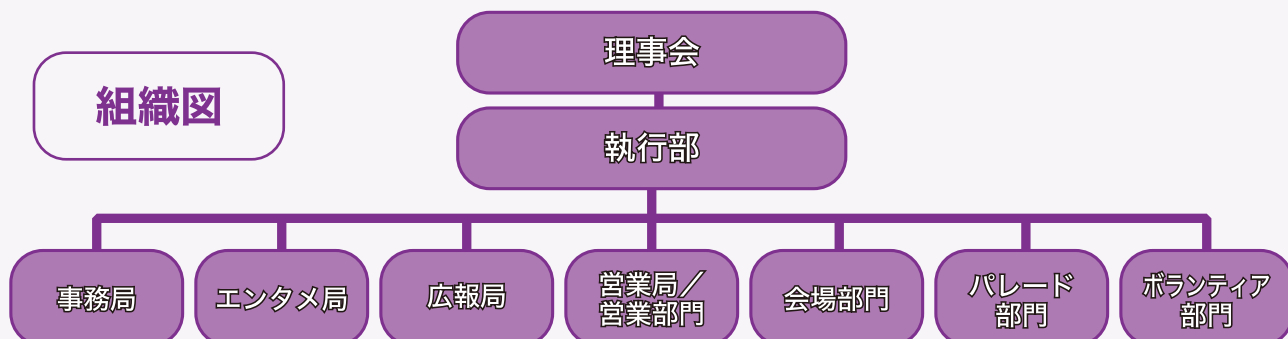 組織図
理事会
執行部
事務局
エンタメ局
広報局
営業局／
営業部門
会場部門
パレード
部門
ボランティア
部門